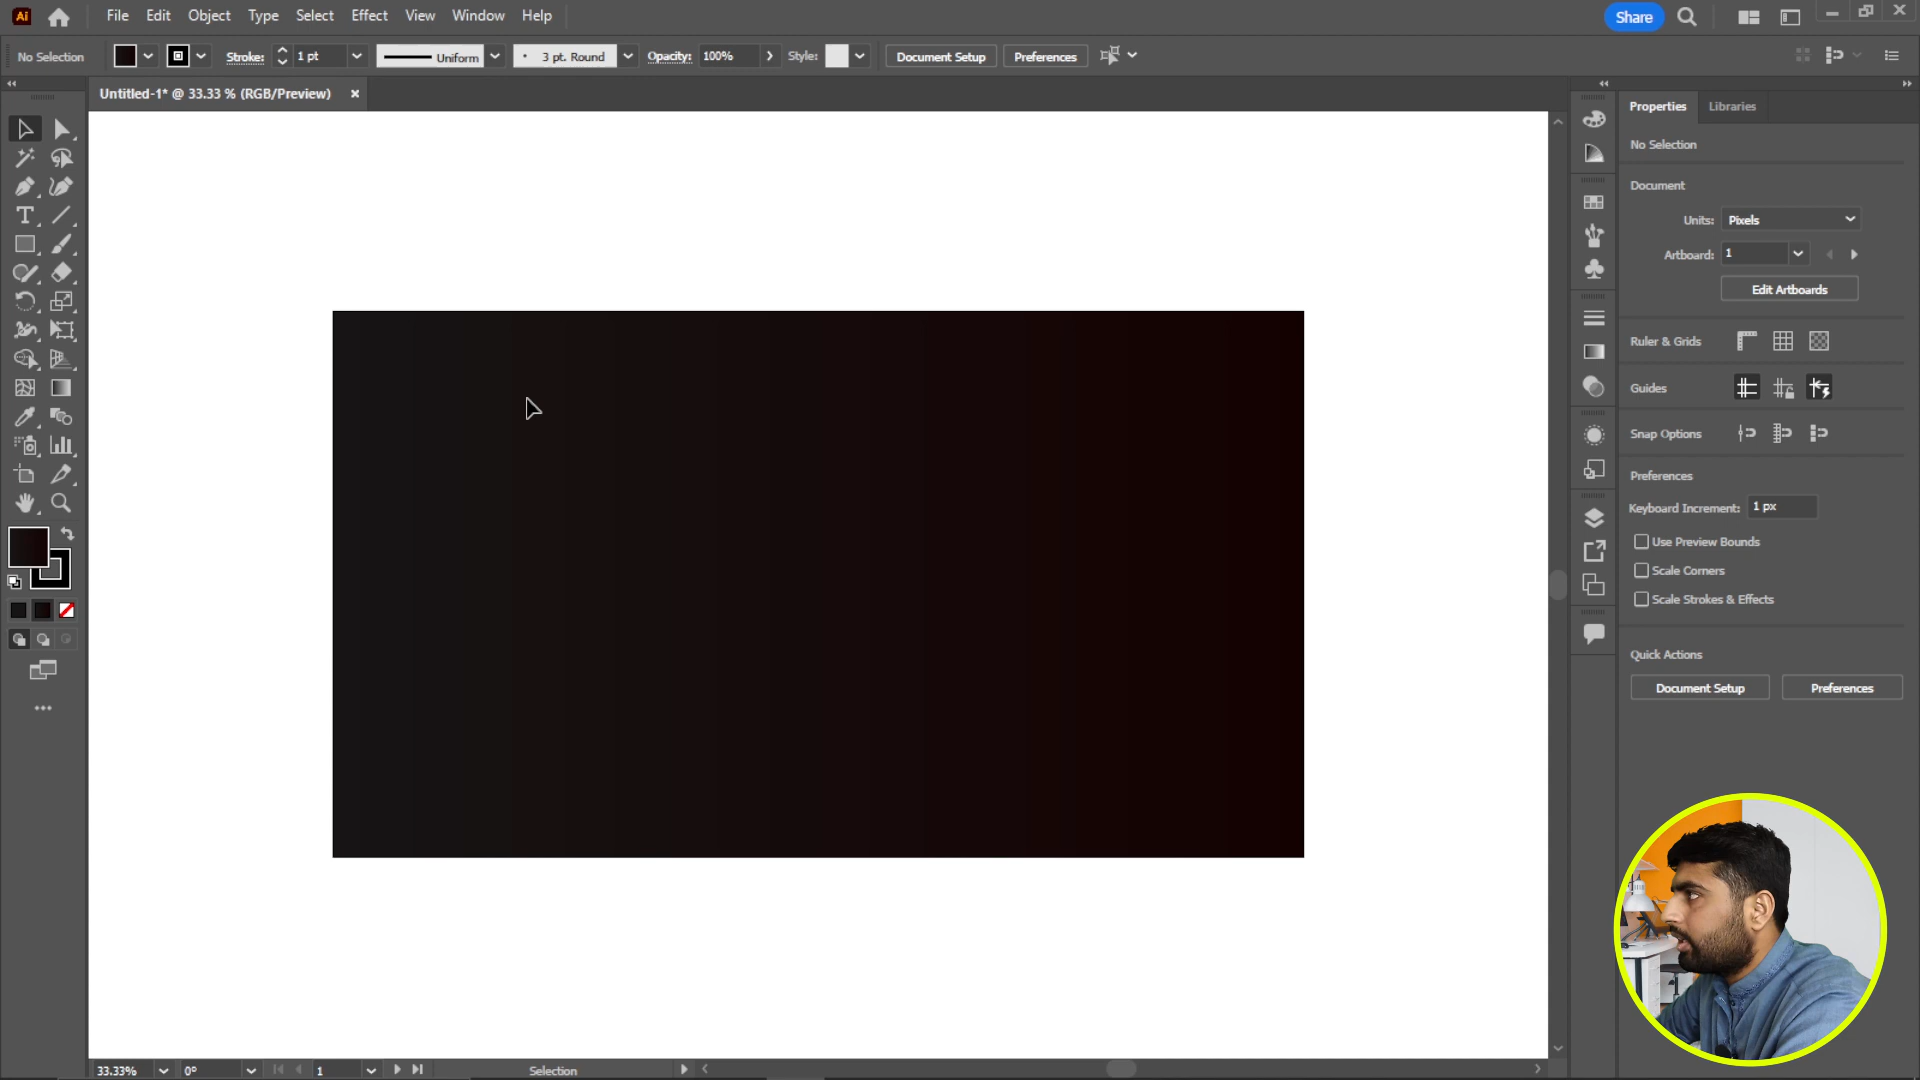 Ai File Edit Object Type Select Effect View Window Help Share
No Selection Stroke: 1 pt Uniform 3 pt. Round Opacity: 100% Style: Document Setup Preferences
Untitled-1* @ 33.33 % (RGB/Preview) ×
Properties Libraries
No Selection
Document
Units: Pixels
Artboard: 1
Edit Artboards
Ruler & Grids
Guides
Snap Options
Preferences
Keyboard Increment: 1 px
Use Preview Bounds
Scale Corners
Scale Strokes & Effects
Quick Actions
Document Setup Preferences
33.33% 0° 1 Selection